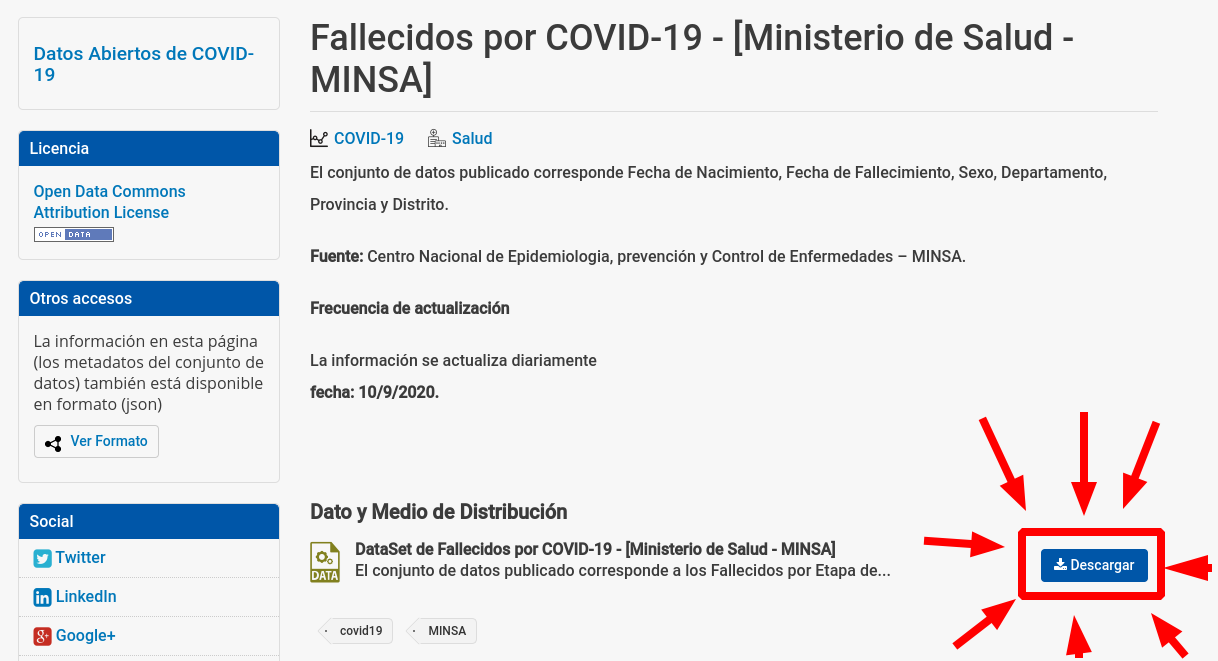 Datos Abiertos de COVID-
19
Licencia
Open Data Commons
Attribution License
OPEN DATA
Otros accesos
La información en esta página
(los metadatos del conjunto de
datos) también está disponible
en formato (json)
Ver Formato
Social
Twitter
LinkedIn
Google+
Fallecidos por COVID-19 - [Ministerio de Salud -
MINSA]
COVID-19 Salud
El conjunto de datos publicado corresponde Fecha de Nacimiento, Fecha de Fallecimiento, Sexo, Departamento,
Provincia y Distrito.
Fuente: Centro Nacional de Epidemiologia, prevención y Control de Enfermedades – MINSA.
Frecuencia de actualización
La información se actualiza diariamente
fecha: 10/9/2020.
Dato y Medio de Distribución
DATA
DataSet de Fallecidos por COVID-19 - [Ministerio de Salud - MINSA]
El conjunto de datos publicado corresponde a los Fallecidos por Etapa de...
Descargar
covid19 MINSA